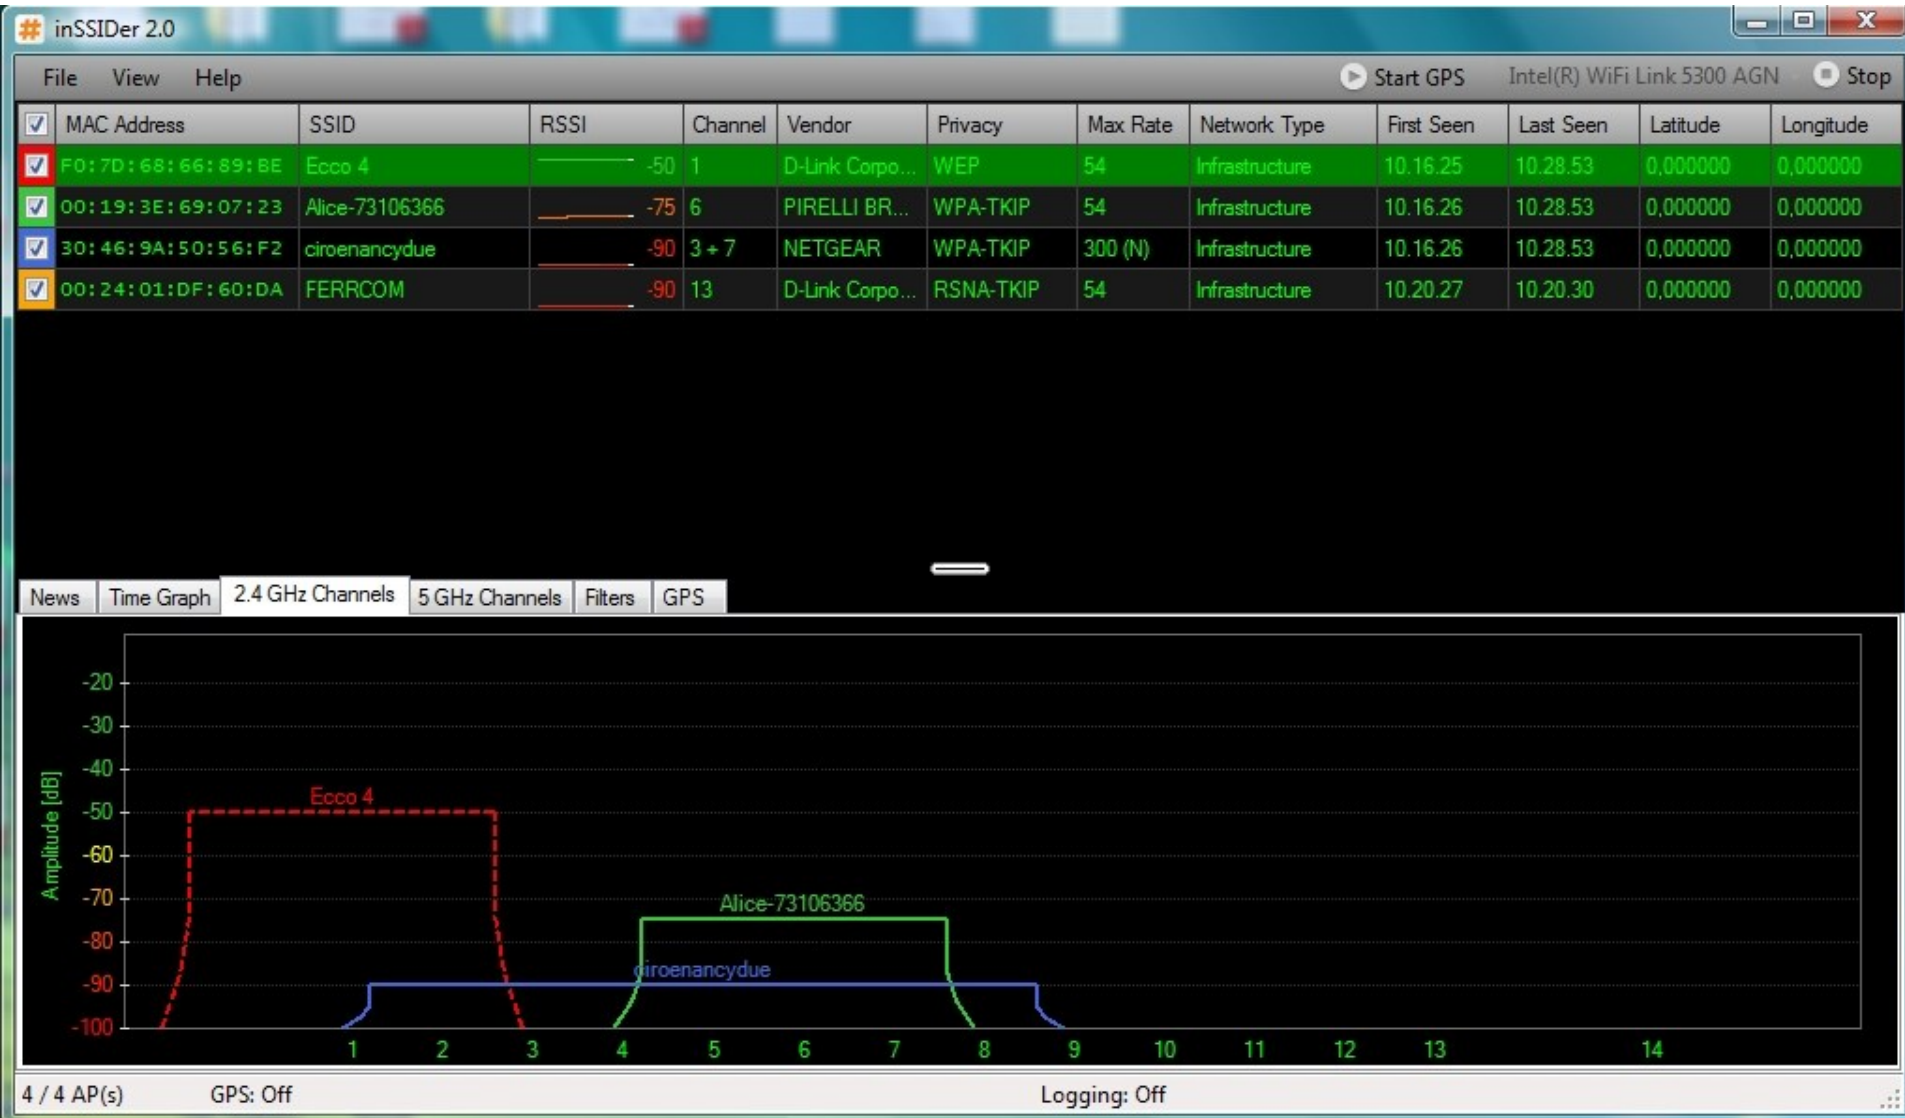 inSSIDer 2.0
File View Help Start GPS Intel(R) WiFi Link 5300 AGN Stop
MAC Address SSID RSSI Channel Vendor Privacy Max Rate Network Type First Seen Last Seen Latitude Longitude
F0:7D:68:66:89:BE Ecco 4 -50 1 D-Link Corpo... WEP 54 Infrastructure 10.16.25 10.28.53 0,000000 0,000000
00:19:3E:69:07:23 Alice-73106366 -75 6 PIRELLI BR... WPA-TKIP 54 Infrastructure 10.16.26 10.28.53 0,000000 0,000000
30:46:9A:50:56:F2 ciroenancydue -90 3 + 7 NETGEAR WPA-TKIP 300 (N) Infrastructure 10.16.26 10.28.53 0,000000 0,000000
00:24:01:DF:60:DA FERRCOM -90 13 D-Link Corpo... RSNA-TKIP 54 Infrastructure 10.20.27 10.20.30 0,000000 0,000000
News Time Graph 2.4 GHz Channels 5 GHz Channels Filters GPS
Amplitude [dB]
-20
-30
-40
Ecco 4
-50
-60
-70
Alice-73106366
-80
ciroenancydue
-90
-100
1 2 3 4 5 6 7 8 9 10 11 12 13 14
4 / 4 AP(s) GPS: Off Logging: Off